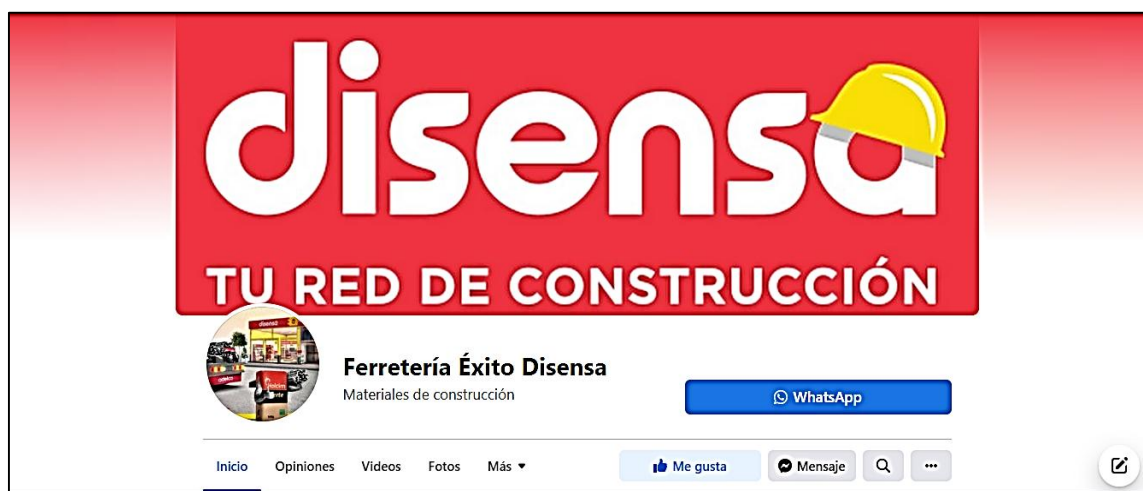 disensa
TU RED DE CONSTRUCCIÓN
disensa
Ferretería Éxito Disensa
Materiales de construcción
WhatsApp
Inicio Opiniones Videos Fotos Más
Me gusta Mensaje